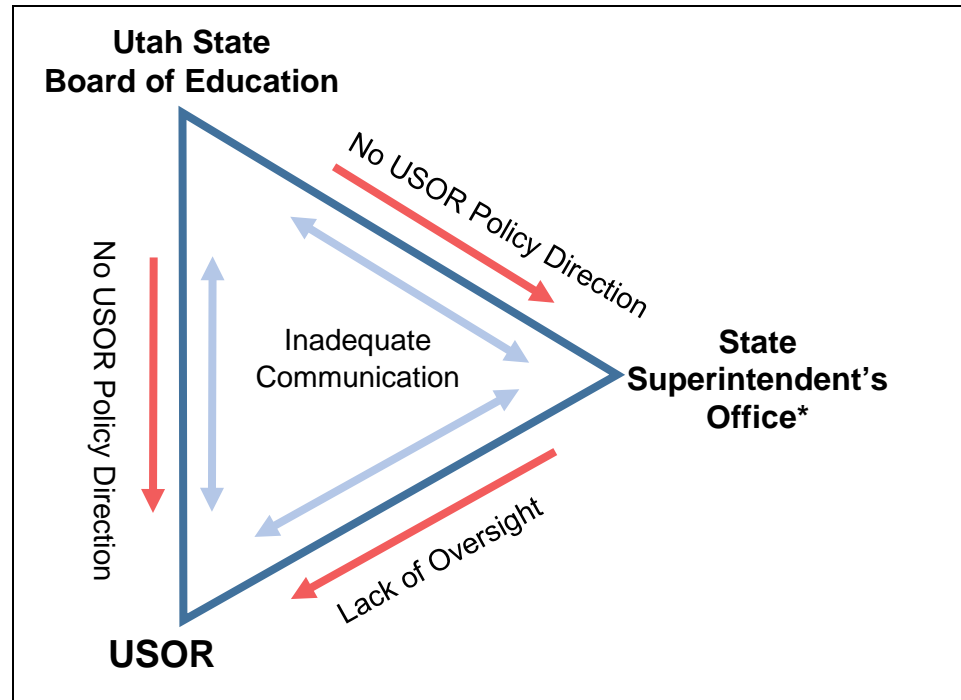 Utah State
Board of Education
No USOR Policy Direction
No USOR Policy Direction
Inadequate
Communication
State
Superintendent’s
Office*
Lack of Oversight
USOR